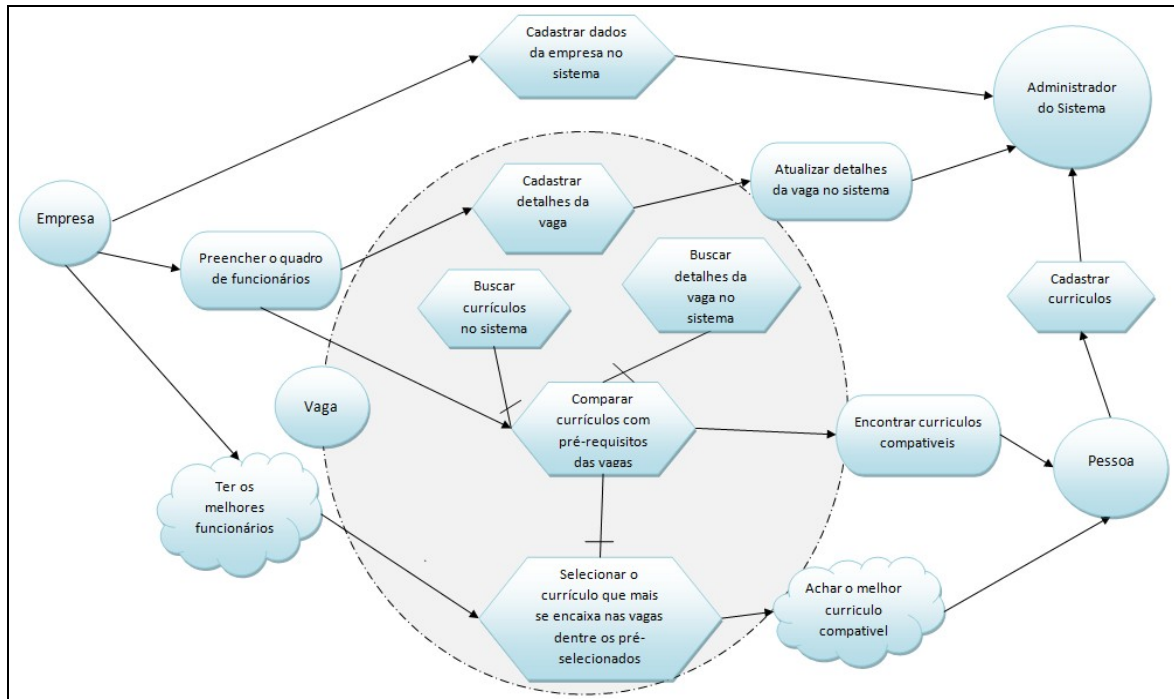 Cadastrar dados
da empresa no
sistema
Administrador
do Sistema
Cadastrar
detalhes da
vaga
Atualizar detalhes
da vaga no sistema
Empresa
Preencher o quadro
de funcionários
Buscar
currículos
no sistema
Buscar
detalhes da
vaga no
sistema
Cadastrar
curriculos
Vaga
Comparar
currículos com
pré-requisitos
das vagas
Encontrar curriculos
compativeis
Pessoa
Ter os
melhores
funcionários
Selecionar o
currículo que mais
se encaixa nas vagas
dentre os pré-
selecionados
Achar o melhor
curriculo
compativel